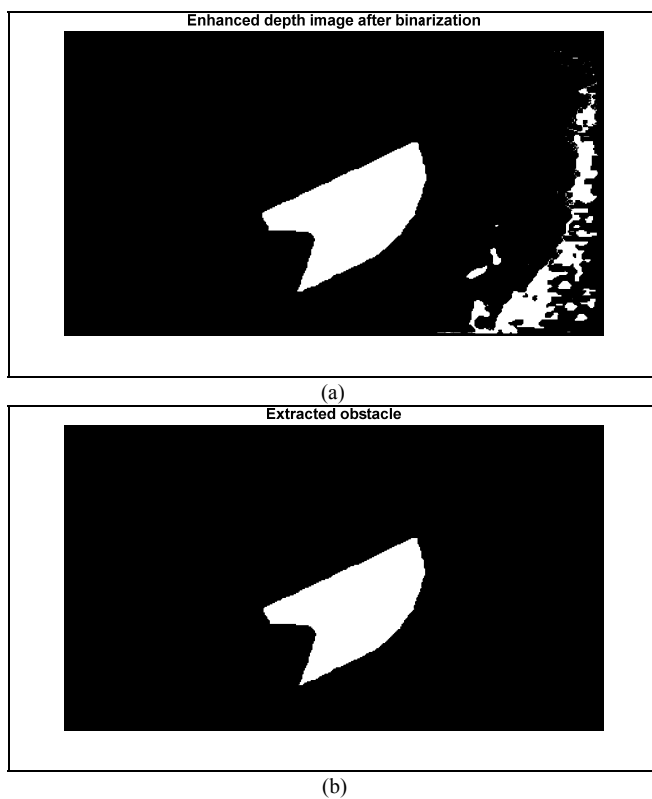 Enhanced depth image after binarization
(a)
Extracted obstacle
(b)